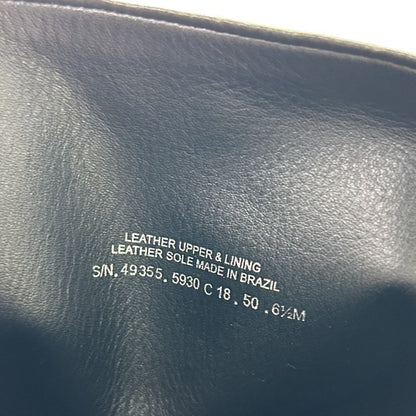 LEATHER UPPER & LINING
LEATHER SOLE MADE IN BRAZIL
S/N. 49355. 5930 C 18 . 50 . 6½M